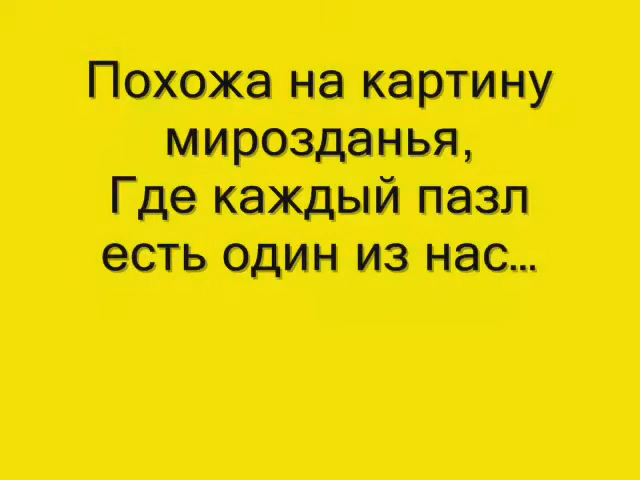 Похожа на картину
мирозданья,
Где каждый пазл
есть один из нас...